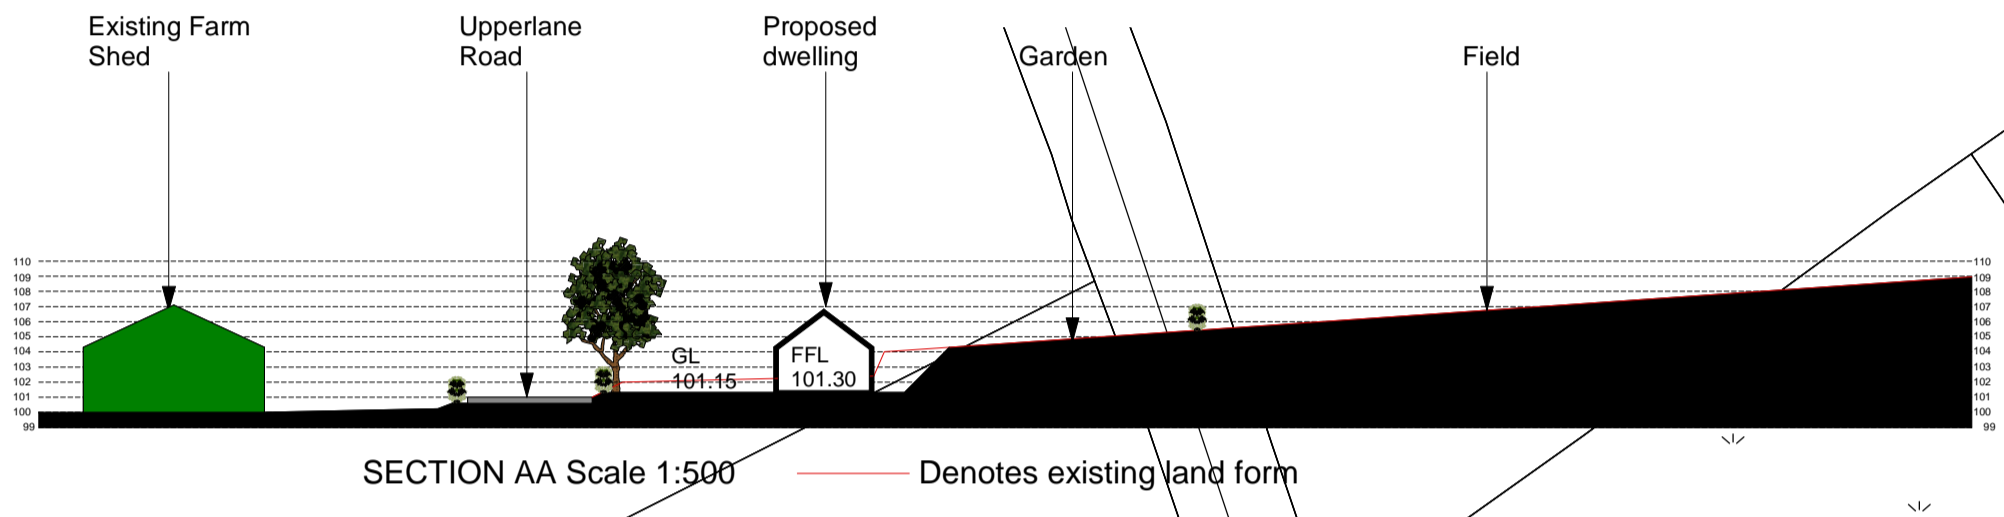 Existing Farm
Shed
Upperlane
Road
Proposed
dwelling
Garden
Field
110
109
108
107
106
105
104
103
102
101
100
99
GL
101.15
FFL
101.30
110
109
108
107
106
105
104
103
102
101
100
99
SECTION AA Scale 1:500
Denotes existing land form